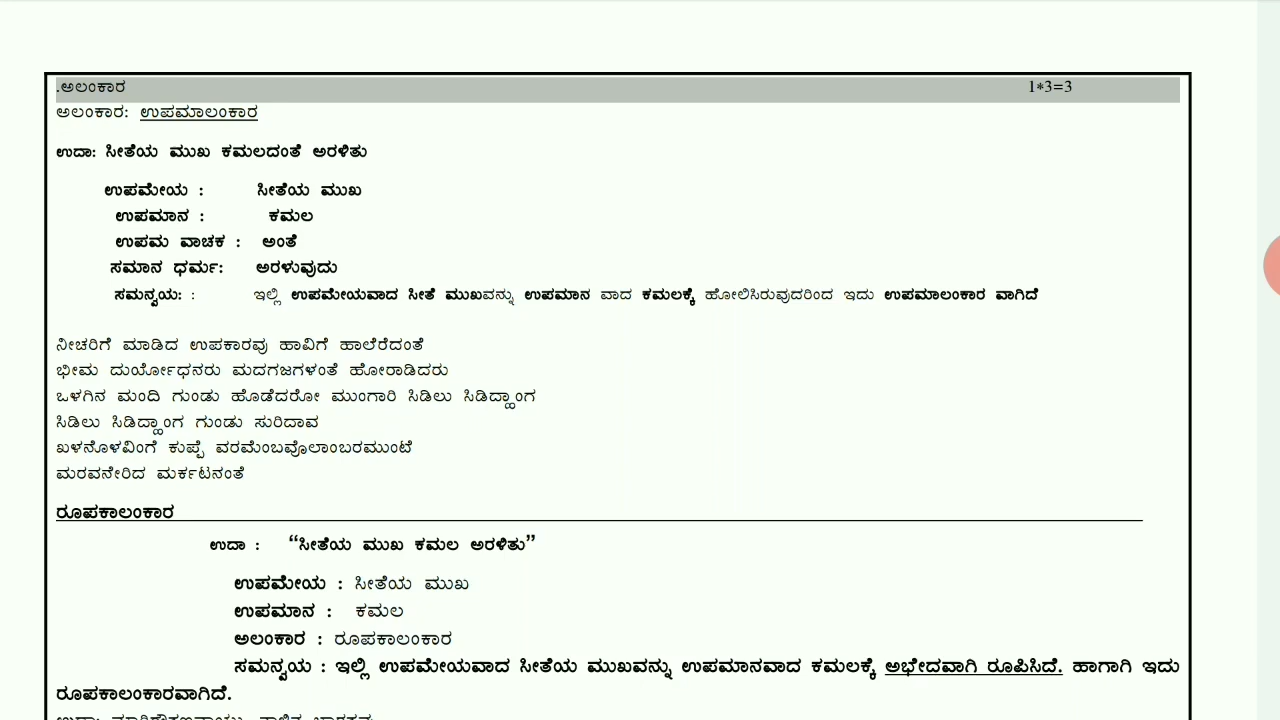 .ಅಲಂಕಾರ 1*3=3
ಅಲಂಕಾರ: ಉಪಮಾಲಂಕಾರ
ಉದಾ: ಸೀತೆಯ ಮುಖ ಕಮಲದಂತೆ ಅರಳಿತು
ಉಪಮೇಯ : ಸೀತೆಯ ಮುಖ
ಉಪಮಾನ : ಕಮಲ
ಉಪಮ ವಾಚಕ : ಅಂತೆ
ಸಮಾನ ಧರ್ಮ: ಅರಳುವುದು
ಸಮನ್ವಯ: : ಇಲ್ಲಿ ಉಪಮೇಯವಾದ ಸೀತೆ ಮುಖವನ್ನು ಉಪಮಾನ ವಾದ ಕಮಲಕ್ಕೆ ಹೋಲಿಸಿರುವುದರಿಂದ ಇದು ಉಪಮಾಲಂಕಾರ ವಾಗಿದೆ
ನೀಚರಿಗೆ ಮಾಡಿದ ಉಪಕಾರವು ಹಾವಿಗೆ ಹಾಲೆರೆದಂತೆ
ಭೀಮ ದುರ್ಯೋಧನರು ಮದಗಜಗಳಂತೆ ಹೋರಾಡಿದರು
ಒಳಗಿನ ಮಂದಿ ಗುಂಡು ಹೊಡೆದರೋ ಮುಂಗಾರಿ ಸಿಡಿಲು ಸಿಡಿದ್ಹಾಂಗ
ಸಿಡಿಲು ಸಿಡಿದ್ಹಾಂಗ ಗುಂಡು ಸುರಿದಾವ
ಖಳನೊಳವಿಂಗೆ ಕುಪ್ಪೆ ವರಮೆಂಬವೊಲಾಂಬರಮುಂಟೆ
ಮರವನೇರಿದ ಮರ್ಕಟನಂತೆ
ರೂಪಕಾಲಂಕಾರ
ಉದಾ : “ಸೀತೆಯ ಮುಖ ಕಮಲ ಅರಳಿತು”
ಉಪಮೇಯ : ಸೀತೆಯ ಮುಖ
ಉಪಮಾನ : ಕಮಲ
ಅಲಂಕಾರ : ರೂಪಕಾಲಂಕಾರ
ಸಮನ್ವಯ : ಇಲ್ಲಿ ಉಪಮೇಯವಾದ ಸೀತೆಯ ಮುಖವನ್ನು ಉಪಮಾನವಾದ ಕಮಲಕ್ಕೆ ಅಭೇದವಾಗಿ ರೂಪಿಸಿದೆ. ಹಾಗಾಗಿ ಇದು
ರೂಪಕಾಲಂಕಾರವಾಗಿದೆ.